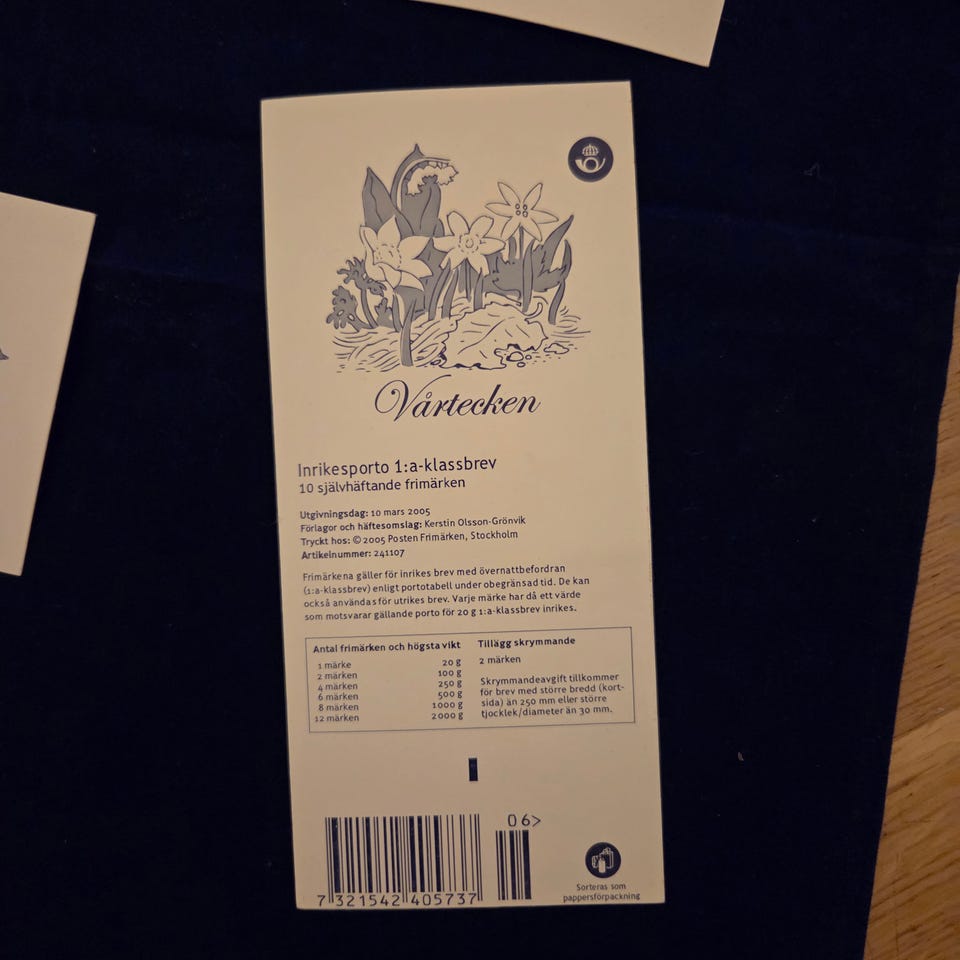 Vårtecken
Inrikesporto 1:a-klassbrev
10 självhäftande frimärken
Utgivningsdag: 10 mars 2005
Förlagor och häftesomslag: Kerstin Olsson-Grönvik
Tryckt hos: © 2005 Posten Frimärken, Stockholm
Artikelnummer: 241107
Frimärkena gäller för inrikes brev med övernattbefordran
(1:a-klassbrev) enligt portotabell under obegränsad tid. De kan
också användas för utrikes brev. Varje märke har då ett värde
som motsvarar gällande porto för 20 g 1:a-klassbrev inrikes.
Antal frimärken och högsta vikt
1 märke 20 g
2 märken 100 g
4 märken 250 g
6 märken 500 g
8 märken 1000 g
12 märken 2000 g
Tillägg skrymmande
2 märken
Skrymmandeavgift tillkommer
för brev med större bredd (kort-
sida) än 250 mm eller större
tjocklek/diameter än 30 mm.
06>
7 321542 405737
Sorteras som
pappersförpackning